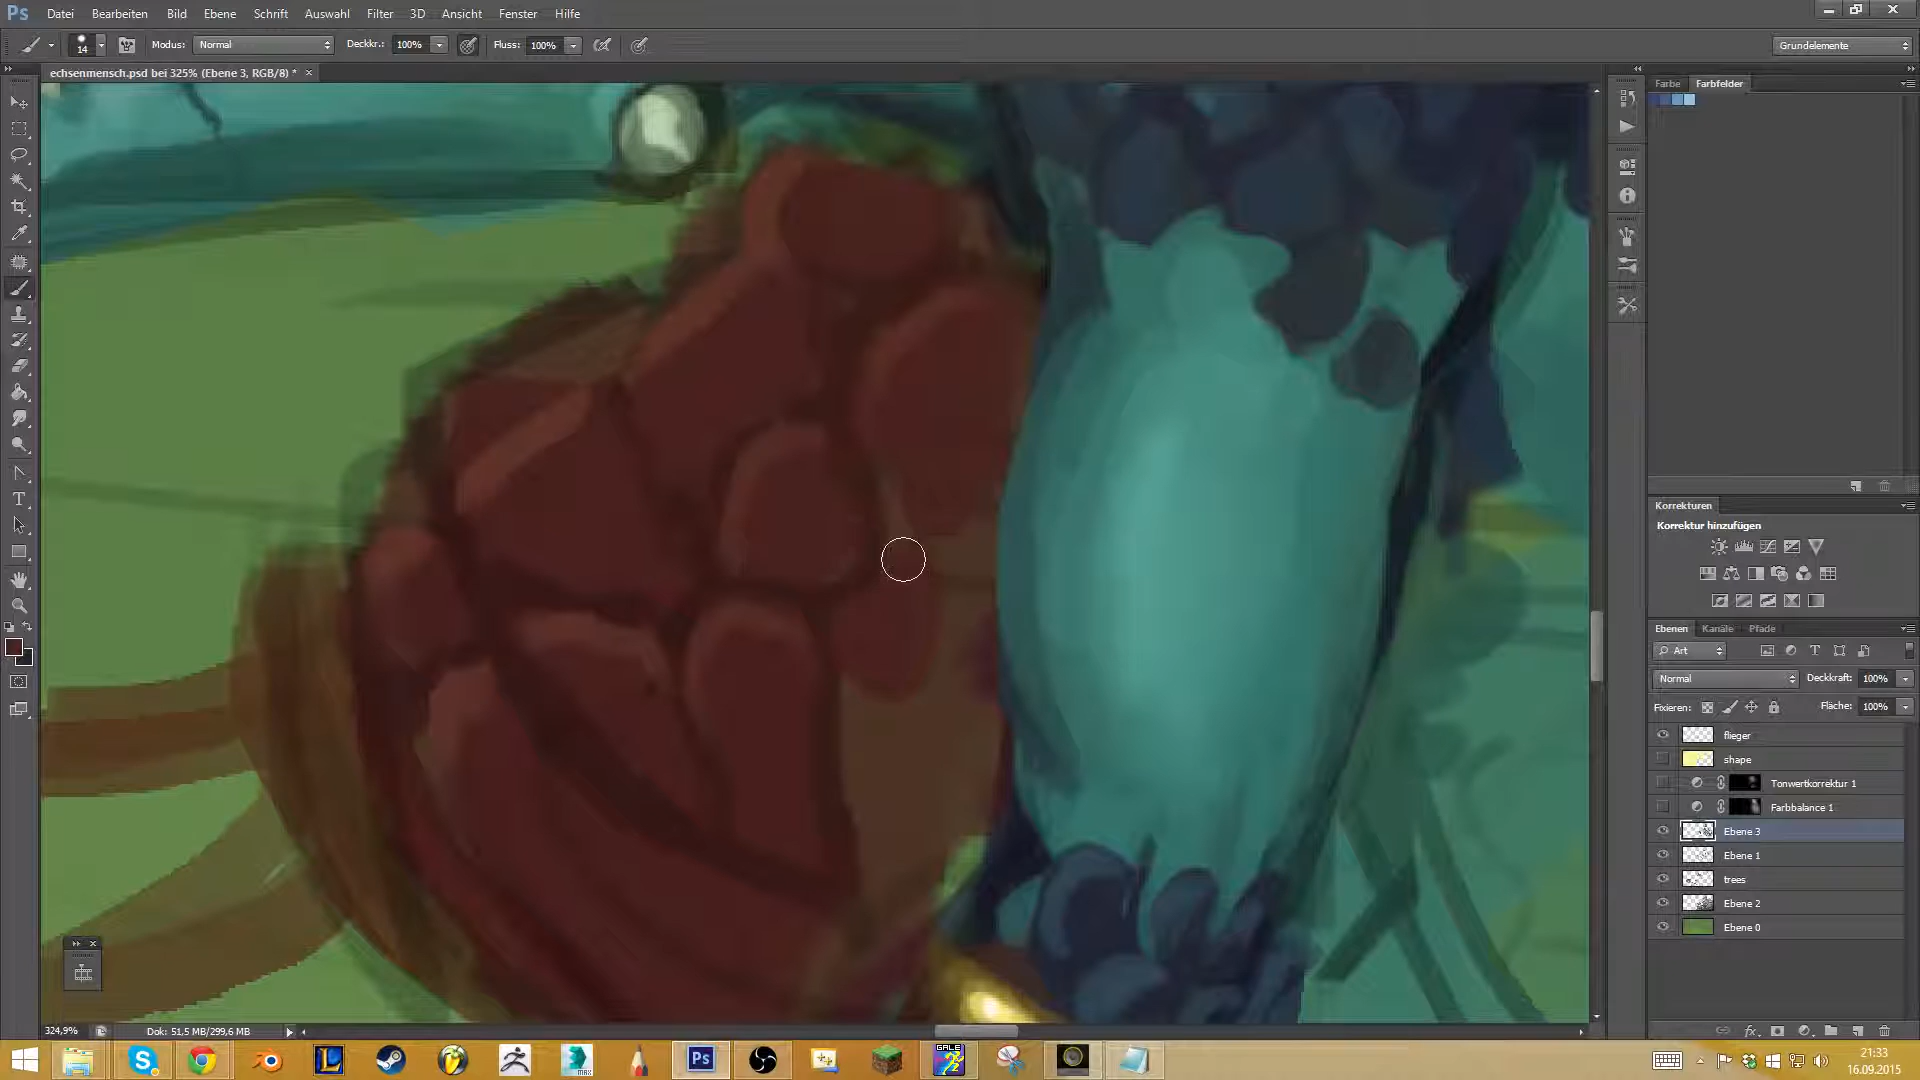 Ps Datei Bearbeiten Bild Ebene Schrift Auswahl Filter 3D Ansicht Fenster Hilfe
14 Modus: Normal Deckkr.: 100% Fluss: 100% Grundelemente
echsenmensch.psd bei 325% (Ebene 3, RGB/8) *
Farbe Farbfelder
Korrekturen
Korrektur hinzufügen
Ebenen Kanäle Pfade
Art
Normal Deckkraft: 100%
Fixieren: Fläche: 100%
flieger
shape
Tonwertkorrektur 1
Farbbalance 1
Ebene 3
Ebene 1
trees
Ebene 2
Ebene 0
324,9% Dok: 51,5 MB/299,6 MB
Ps
GALE
MAX
21:33
16.09.2015